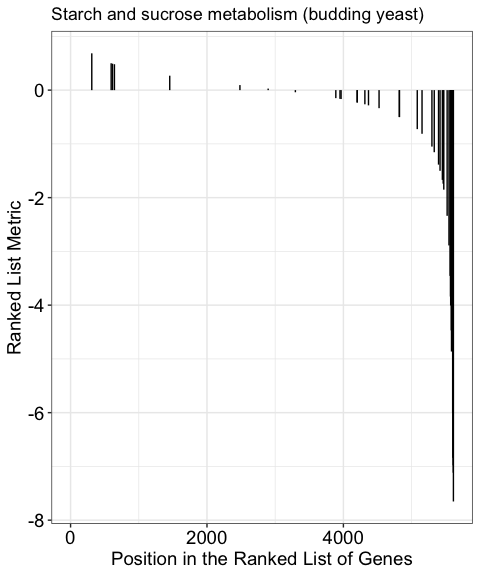 Starch and sucrose metabolism (budding yeast)
0
-2
-4
-6
-8
Ranked List Metric
0 2000 4000
Position in the Ranked List of Genes